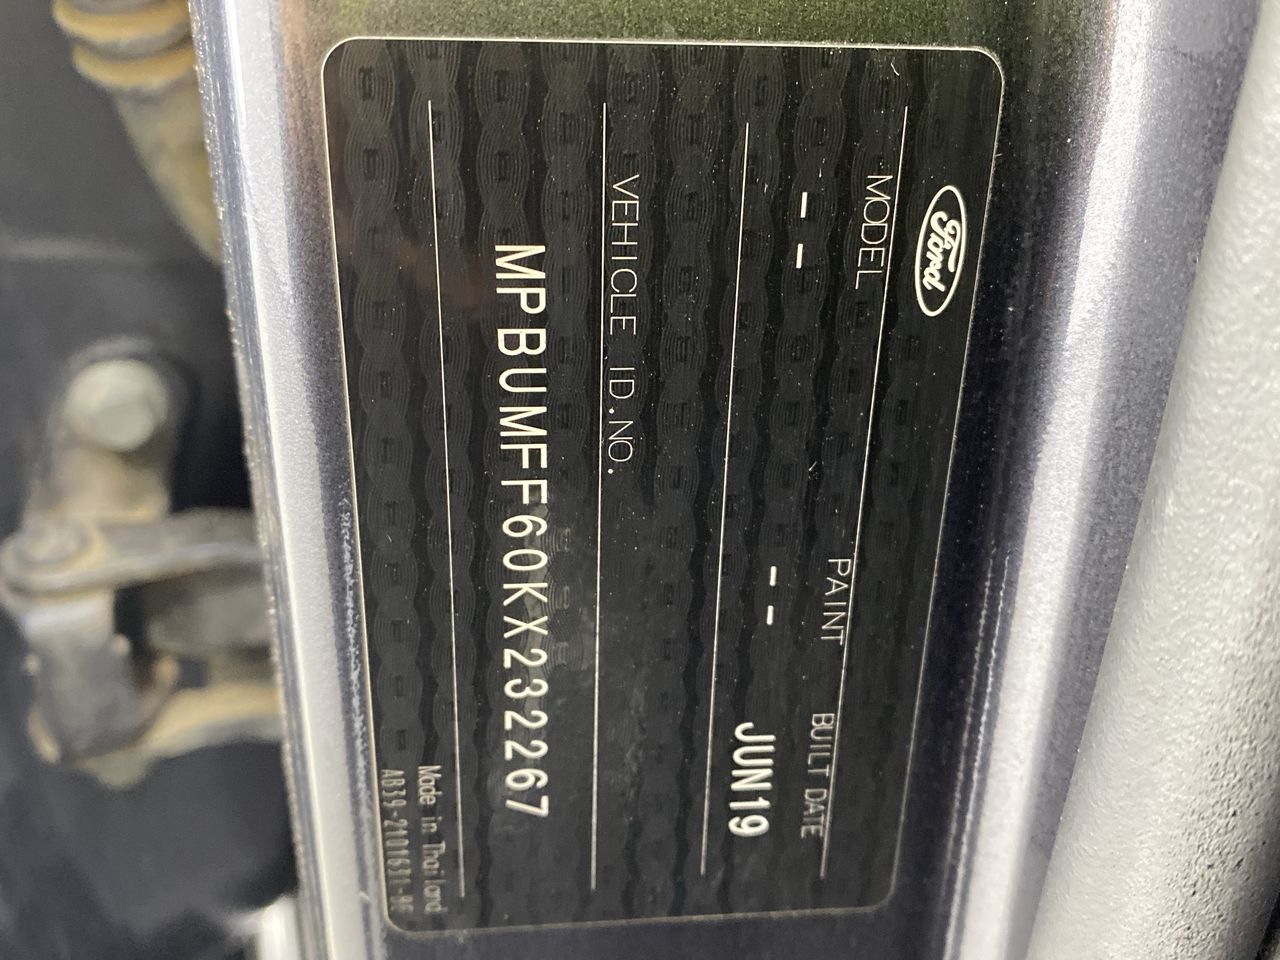 Ford
MODEL PAINT BUILT DATE
-- -- JUN19
VEHICLE ID.NO.
MPBUMFF60KX232267
Made in Thailand